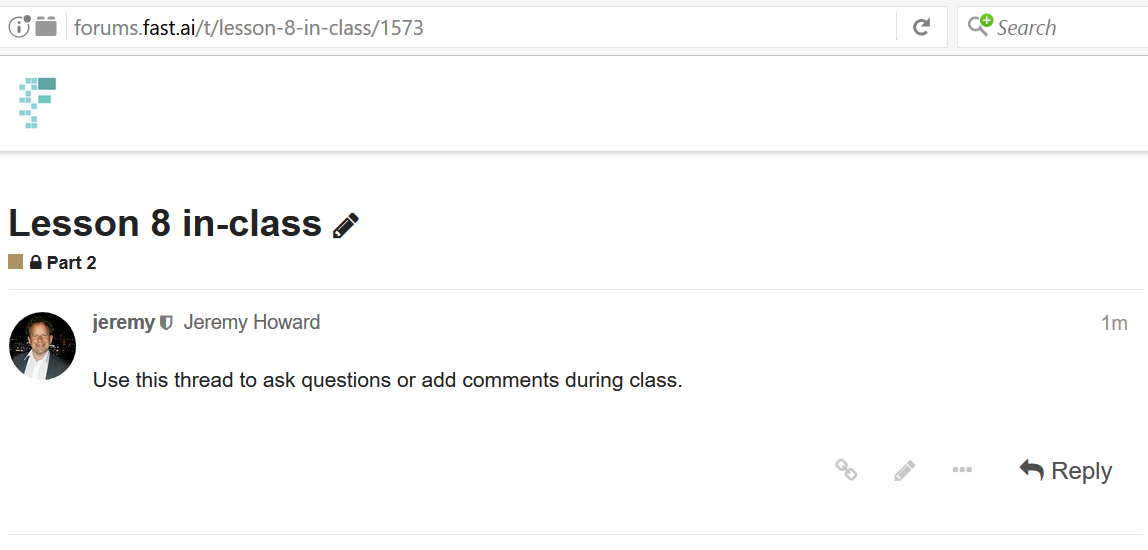 forums.fast.ai/t/lesson-8-in-class/1573
Search
Lesson 8 in-class
Part 2
jeremy Jeremy Howard
1m
Use this thread to ask questions or add comments during class.
Reply